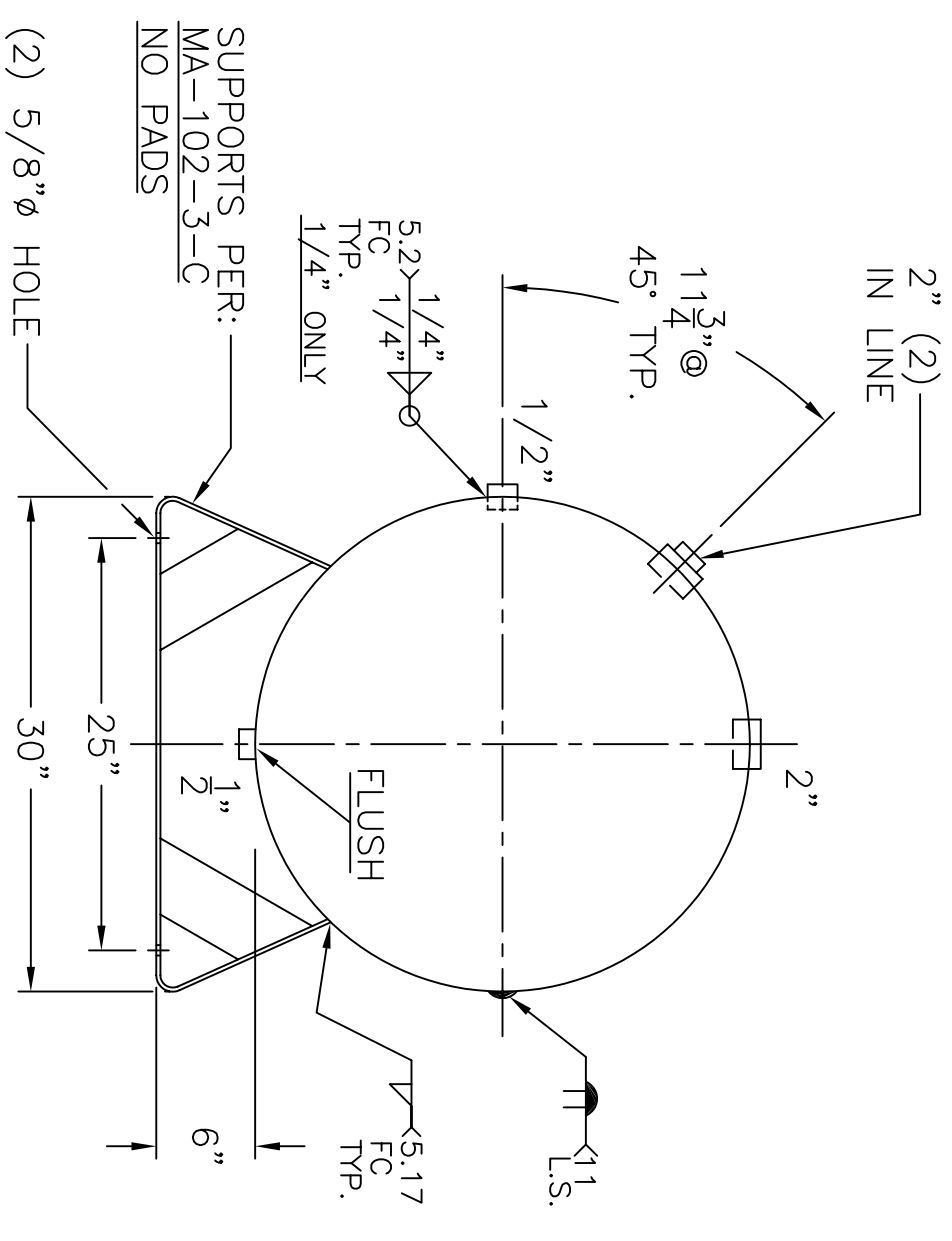 2" (2)
IN LINE
11 3/4" @
45° TYP.
2"
1/2"
5.2
FC
TYP.
1/4" ONLY
1/4"
1/4"
FLUSH
1/2"
11
L.S.
5.17
FC
TYP.
6"
SUPPORTS PER:
MA-102-3-C
NO PADS
(2) 5/8"ø HOLE
25"
30"